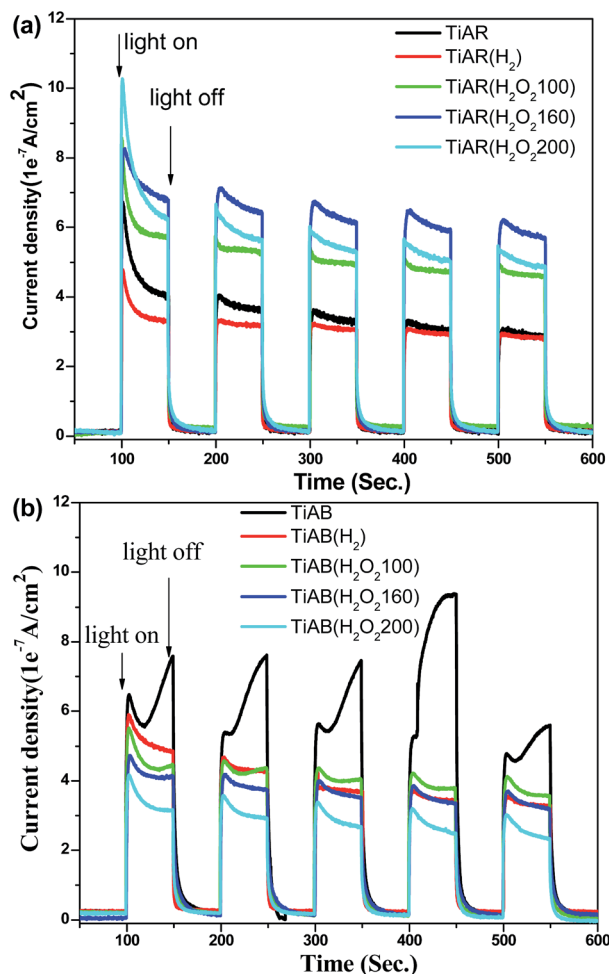 (a)
light on
light off
TiAR
TiAR(H₂)
TiAR(H₂O₂100)
TiAR(H₂O₂160)
TiAR(H₂O₂200)
Current density(1e⁻⁷A/cm²)
12
10
8
6
4
2
0
100 200 300 400 500 600
Time (Sec.)
(b)
TiAB
TiAB(H₂)
TiAB(H₂O₂100)
TiAB(H₂O₂160)
TiAB(H₂O₂200)
light off
light on
Current density(1e⁻⁷A/cm²)
12
10
8
6
4
2
0
100 200 300 400 500 600
Time (Sec.)